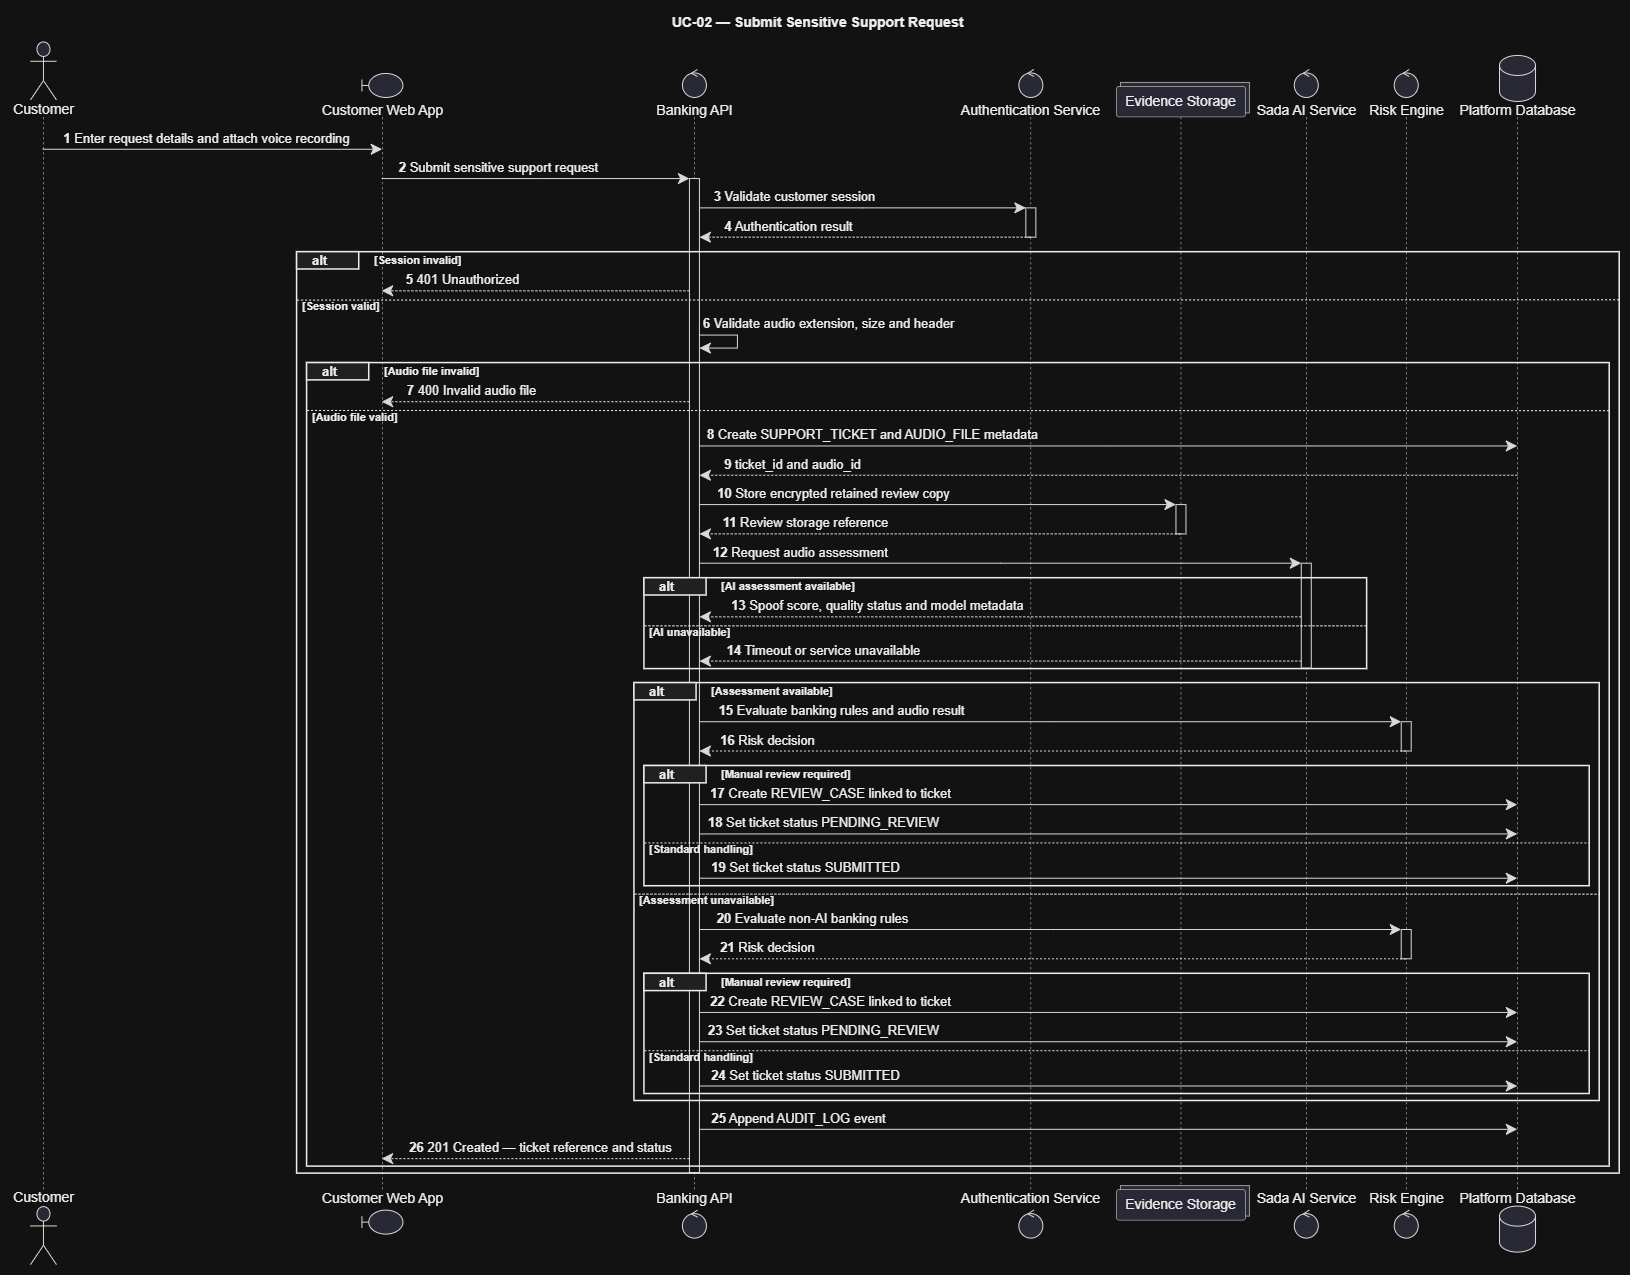 UC-02 — Submit Sensitive Support Request
Customer
Customer Web App
Banking API
Authentication Service
Evidence Storage
Sada AI Service
Risk Engine
Platform Database
1 Enter request details and attach voice recording
2 Submit sensitive support request
3 Validate customer session
4 Authentication result
alt
[Session invalid]
5 401 Unauthorized
[Session valid]
6 Validate audio extension, size and header
alt
[Audio file invalid]
7 400 Invalid audio file
[Audio file valid]
8 Create SUPPORT_TICKET and AUDIO_FILE metadata
9 ticket_id and audio_id
10 Store encrypted retained review copy
11 Review storage reference
12 Request audio assessment
alt
[AI assessment available]
13 Spoof score, quality status and model metadata
[AI unavailable]
14 Timeout or service unavailable
alt
[Assessment available]
15 Evaluate banking rules and audio result
16 Risk decision
alt
[Manual review required]
17 Create REVIEW_CASE linked to ticket
18 Set ticket status PENDING_REVIEW
[Standard handling]
19 Set ticket status SUBMITTED
[Assessment unavailable]
20 Evaluate non-AI banking rules
21 Risk decision
alt
[Manual review required]
22 Create REVIEW_CASE linked to ticket
23 Set ticket status PENDING_REVIEW
[Standard handling]
24 Set ticket status SUBMITTED
25 Append AUDIT_LOG event
26 201 Created — ticket reference and status
Customer
Customer Web App
Banking API
Authentication Service
Evidence Storage
Sada AI Service
Risk Engine
Platform Database